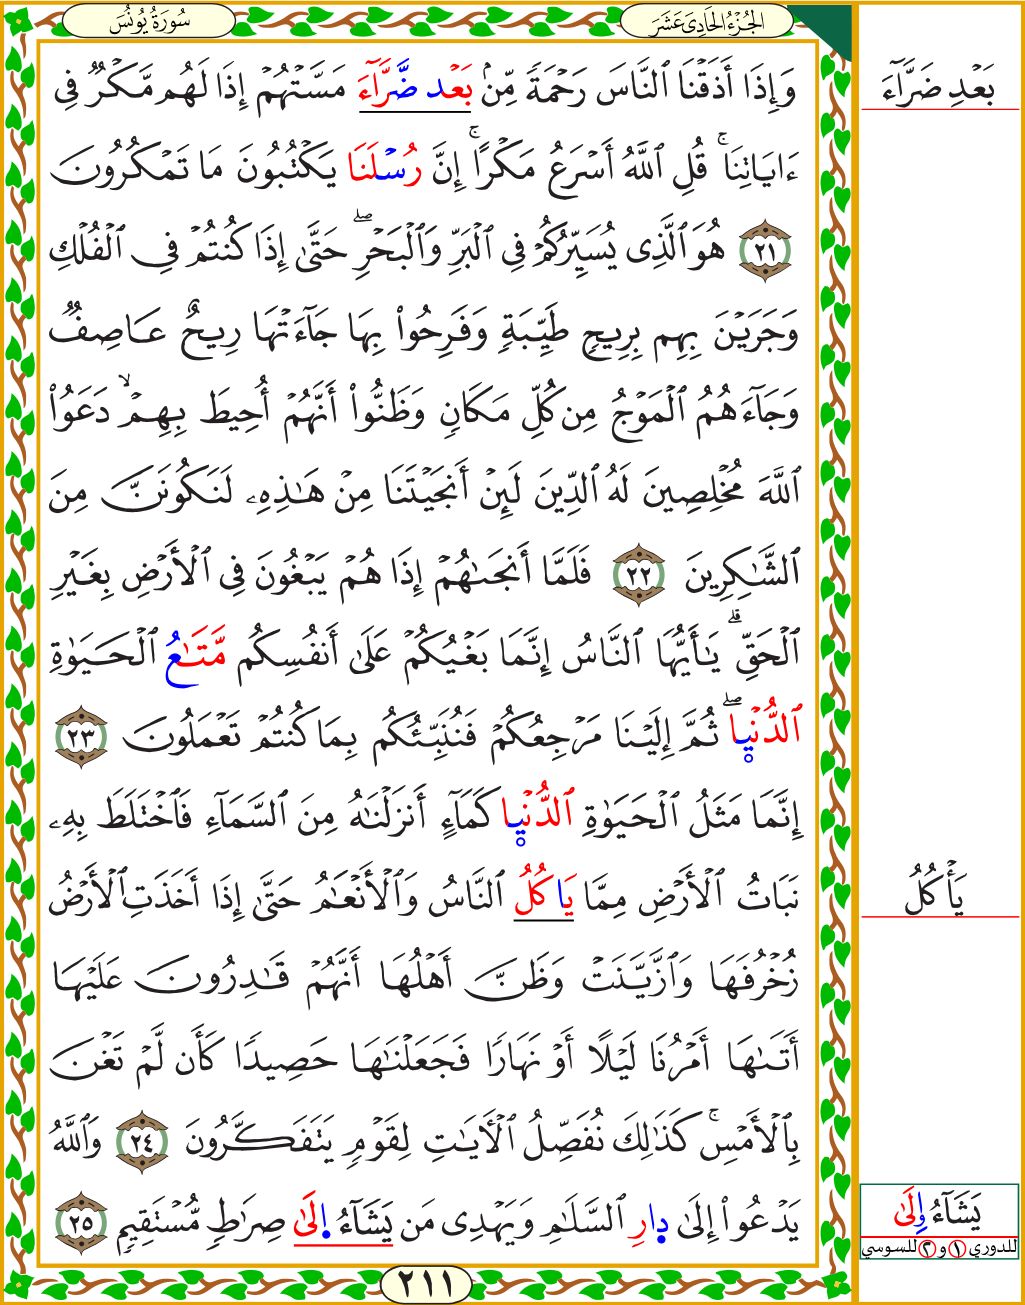 سُورَةُ يُونُسَ
الجُزْءُ الحَادِىَ عَشَرَ
وَإِذَا أَذَقْنَا ٱلنَّاسَ رَحْمَةً مِّنۢ بَعْد ضَّرَّآءَ مَسَّتْهُمْ إِذَا لَهُم مَّكْرٌ فِى
ءَايَاتِنَا ۚ قُلِ ٱللَّهُ أَسْرَعُ مَكْرًا ۚ إِنَّ رُسْلَنَا يَكْتُبُونَ مَا تَمْكُرُونَ
٢١ هُوَ ٱلَّذِى يُسَيِّرُكُمْ فِى ٱلْبَرِّ وَٱلْبَحْرِ ۖ حَتَّىٰ إِذَا كُنتُمْ فِى ٱلْفُلْكِ
وَجَرَيْنَ بِهِم بِرِيحٍ طَيِّبَةٍ وَفَرِحُوا۟ بِهَا جَآءَتْهَا رِيحٌ عَاصِفٌ
وَجَآءَهُمُ ٱلْمَوْجُ مِن كُلِّ مَكَانٍ وَظَنُّوٓا۟ أَنَّهُمْ أُحِيطَ بِهِمْ ۙ دَعَوُا۟
ٱللَّهَ مُخْلِصِينَ لَهُ ٱلدِّينَ لَئِنْ أَنجَيْتَنَا مِنْ هَـٰذِهِۦ لَنَكُونَنَّ مِنَ
ٱلشَّـٰكِرِينَ ٢٢ فَلَمَّا أَنجَىٰهُمْ إِذَا هُمْ يَبْغُونَ فِى ٱلْأَرْضِ بِغَيْرِ
ٱلْحَقِّ ۗ يَـٰأَيُّهَا ٱلنَّاسُ إِنَّمَا بَغْيُكُمْ عَلَىٰ أَنفُسِكُم مَّتَـٰعُ ٱلْحَيَوٰةِ
ٱلدُّنْيا ۖ ثُمَّ إِلَيْنَا مَرْجِعُكُمْ فَنُنَبِّئُكُم بِمَا كُنتُمْ تَعْمَلُونَ ٢٣
إِنَّمَا مَثَلُ ٱلْحَيَوٰةِ ٱلدُّنْيا كَمَآءٍ أَنزَلْنَـٰهُ مِنَ ٱلسَّمَآءِ فَٱخْتَلَطَ بِهِۦ
نَبَاتُ ٱلْأَرْضِ مِمَّا يَاكُلُ ٱلنَّاسُ وَٱلْأَنْعَـٰمُ حَتَّىٰ إِذَا أَخَذَتِ ٱلْأَرْضُ
زُخْرُفَهَا وَٱزَّيَّنَتْ وَظَنَّ أَهْلُهَا أَنَّهُمْ قَـٰدِرُونَ عَلَيْهَا
أَتَىٰهَا أَمْرُنَا لَيْلًا أَوْ نَهَارًا فَجَعَلْنَـٰهَا حَصِيدًا كَأَن لَّمْ تَغْنَ
بِٱلْأَمْسِ ۚ كَذَٰلِكَ نُفَصِّلُ ٱلْأَيَـٰتِ لِقَوْمٍ يَتَفَكَّرُونَ ٢٤ وَٱللَّهُ
يَدْعُوا۟ إِلَىٰ دِارِ ٱلسَّلَـٰمِ وَيَهْدِى مَن يَشَآءُ اِلَىٰ صِرَٰطٍ مُّسْتَقِيمٍ ٢٥
٢١١
بَعْدِ ضَرَّآءَ
يَأْكُلُ
يَشَآءُ وِلَىٰ
للدوري ١ و ٢ للسوسي